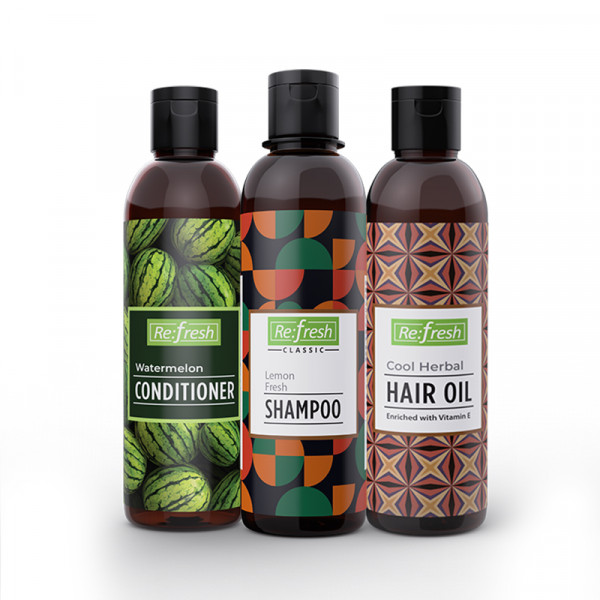 Re:fresh
Watermelon
CONDITIONER
Re:fresh
CLASSIC
Lemon
Fresh
SHAMPOO
Re:fresh
Cool Herbal
HAIR OIL
Enriched with Vitamin E